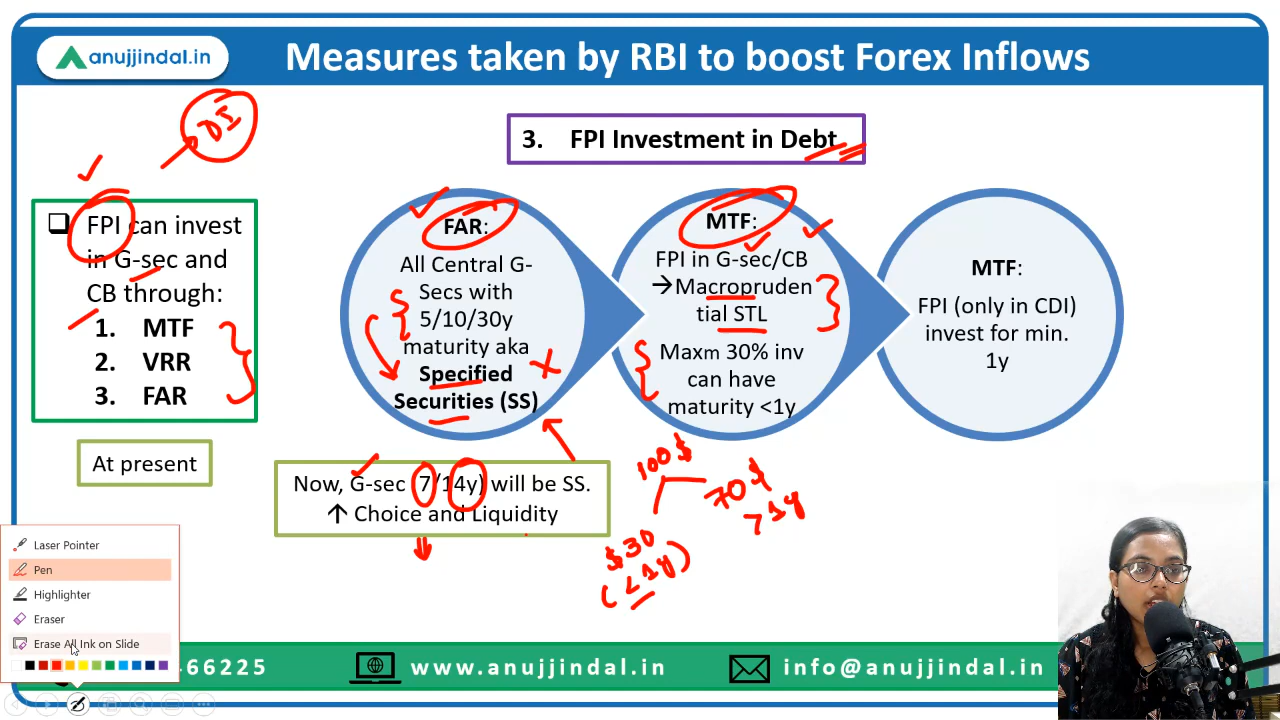 anujjindal.in
Measures taken by RBI to boost Forex Inflows
DI
3. FPI Investment in Debt
FPI can invest
in G-sec and
CB through:
1. MTF
2. VRR
3. FAR
At present
FAR:
All Central G-
Secs with
5/10/30y
maturity aka
Specified
Securities (SS)
MTF:
FPI in G-sec/CB
→Macropruden
tial STL
Maxm 30% inv
can have
maturity <1y
MTF:
FPI (only in CDI)
invest for min.
1y
Now, G-sec (7/14y) will be SS.
↑ Choice and Liquidity
100$
70$
>1y
$30
(<1y)
Laser Pointer
Pen
Highlighter
Eraser
Erase All Ink on Slide
-66225
www.anujjindal.in
info@anujjindal.in